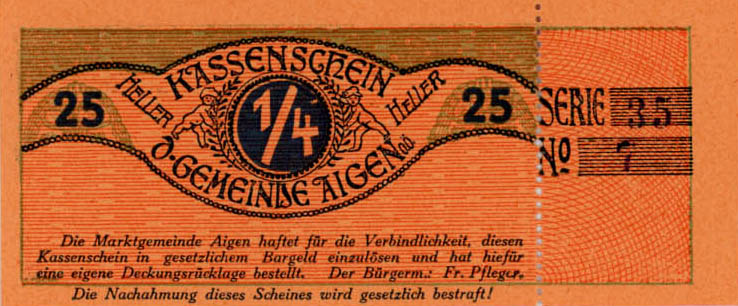 KASSENSCHEIN
HELLER HELLER
25 1/4 25
d. GEMEINDE AIGEN OÖ
SERIE 35
No 7
Die Marktgemeinde Aigen haftet für die Verbindlichkeit, diesen
Kassenschein in gesetzlichem Bargeld einzulösen und hat hiefür
eine eigene Deckungsrücklage bestellt. Der Bürgerm.: Fr. Pfleger.
Die Nachahmung dieses Scheines wird gesetzlich bestraft!